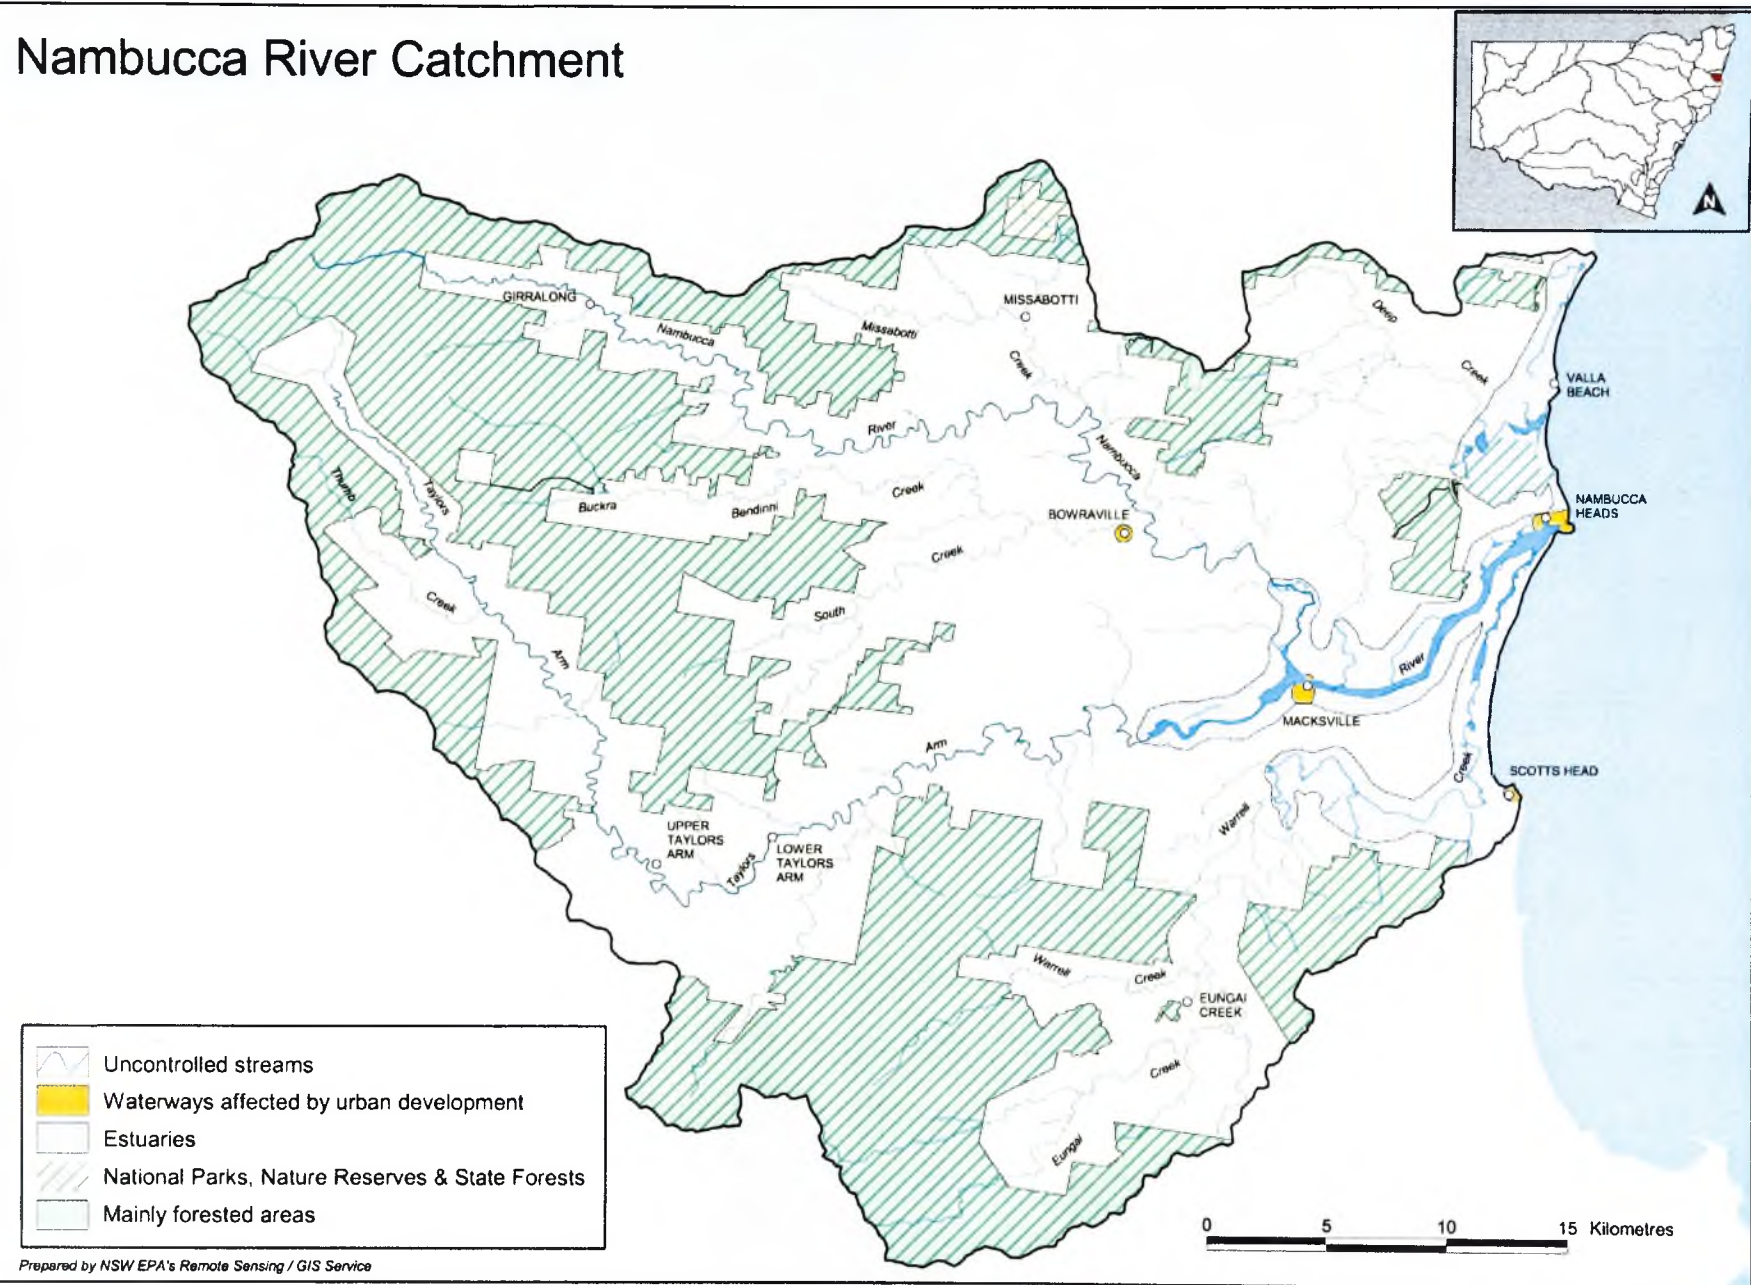 Nambucca River Catchment
N
GIRRALONG
MISSABOTTI
Nambucca
Missabotti
Creek
Deep
Creek
VALLA
BEACH
River
Nambucca
Thumb
Taylors
Creek
Buckra
Bendinni
Creek
BOWRAVILLE
NAMBUCCA
HEADS
Creek
South
Arm
River
MACKSVILLE
Arm
Creek
SCOTTS HEAD
Warrell
UPPER
TAYLORS
ARM
Taylors
LOWER
TAYLORS
ARM
Warrell
Creek
EUNGAI
CREEK
Creek
Eungai
Uncontrolled streams
Waterways affected by urban development
Estuaries
National Parks, Nature Reserves & State Forests
Mainly forested areas
0 5 10 15 Kilometres
Prepared by NSW EPA's Remote Sensing / GIS Service